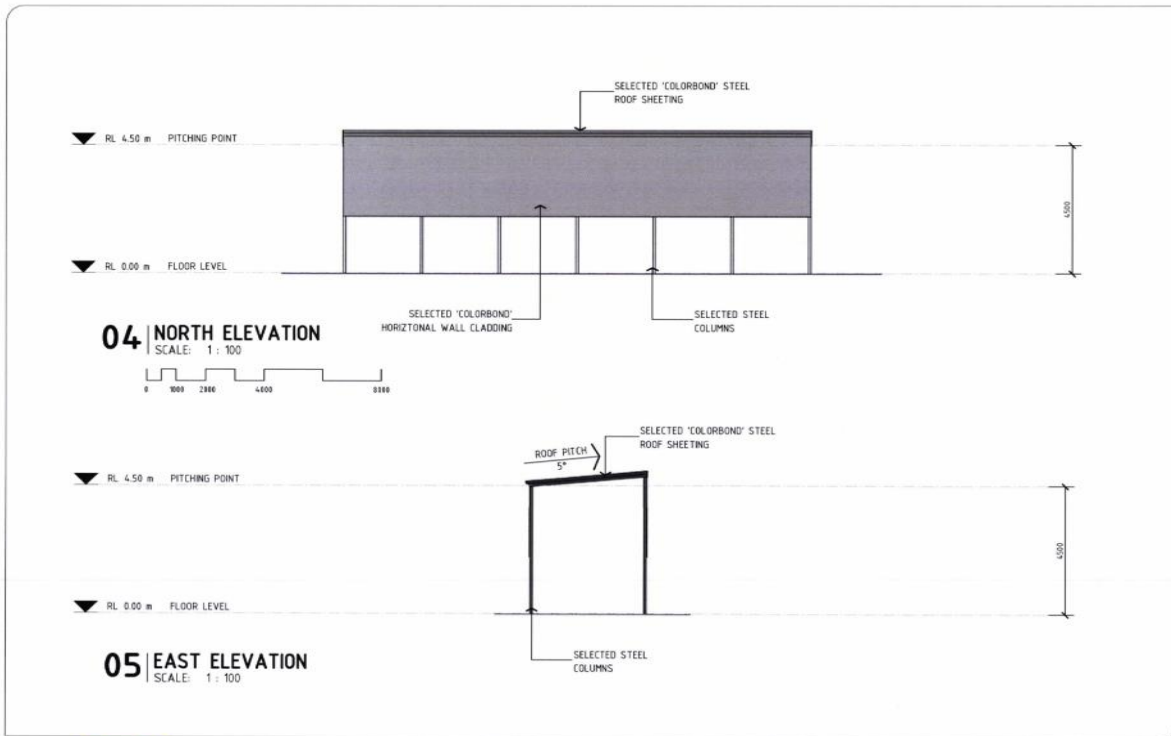 SELECTED 'COLORBOND' STEEL
ROOF SHEETING
RL 4.50 m PITCHING POINT
4500
RL 0.00 m FLOOR LEVEL
SELECTED 'COLORBOND'
HORIZTONAL WALL CLADDING
SELECTED STEEL
COLUMNS
04 NORTH ELEVATION
SCALE: 1 : 100
0 1000 2000 4000 8000
SELECTED 'COLORBOND' STEEL
ROOF SHEETING
ROOF PITCH
5°
RL 4.50 m PITCHING POINT
4500
RL 0.00 m FLOOR LEVEL
SELECTED STEEL
COLUMNS
05 EAST ELEVATION
SCALE: 1 : 100